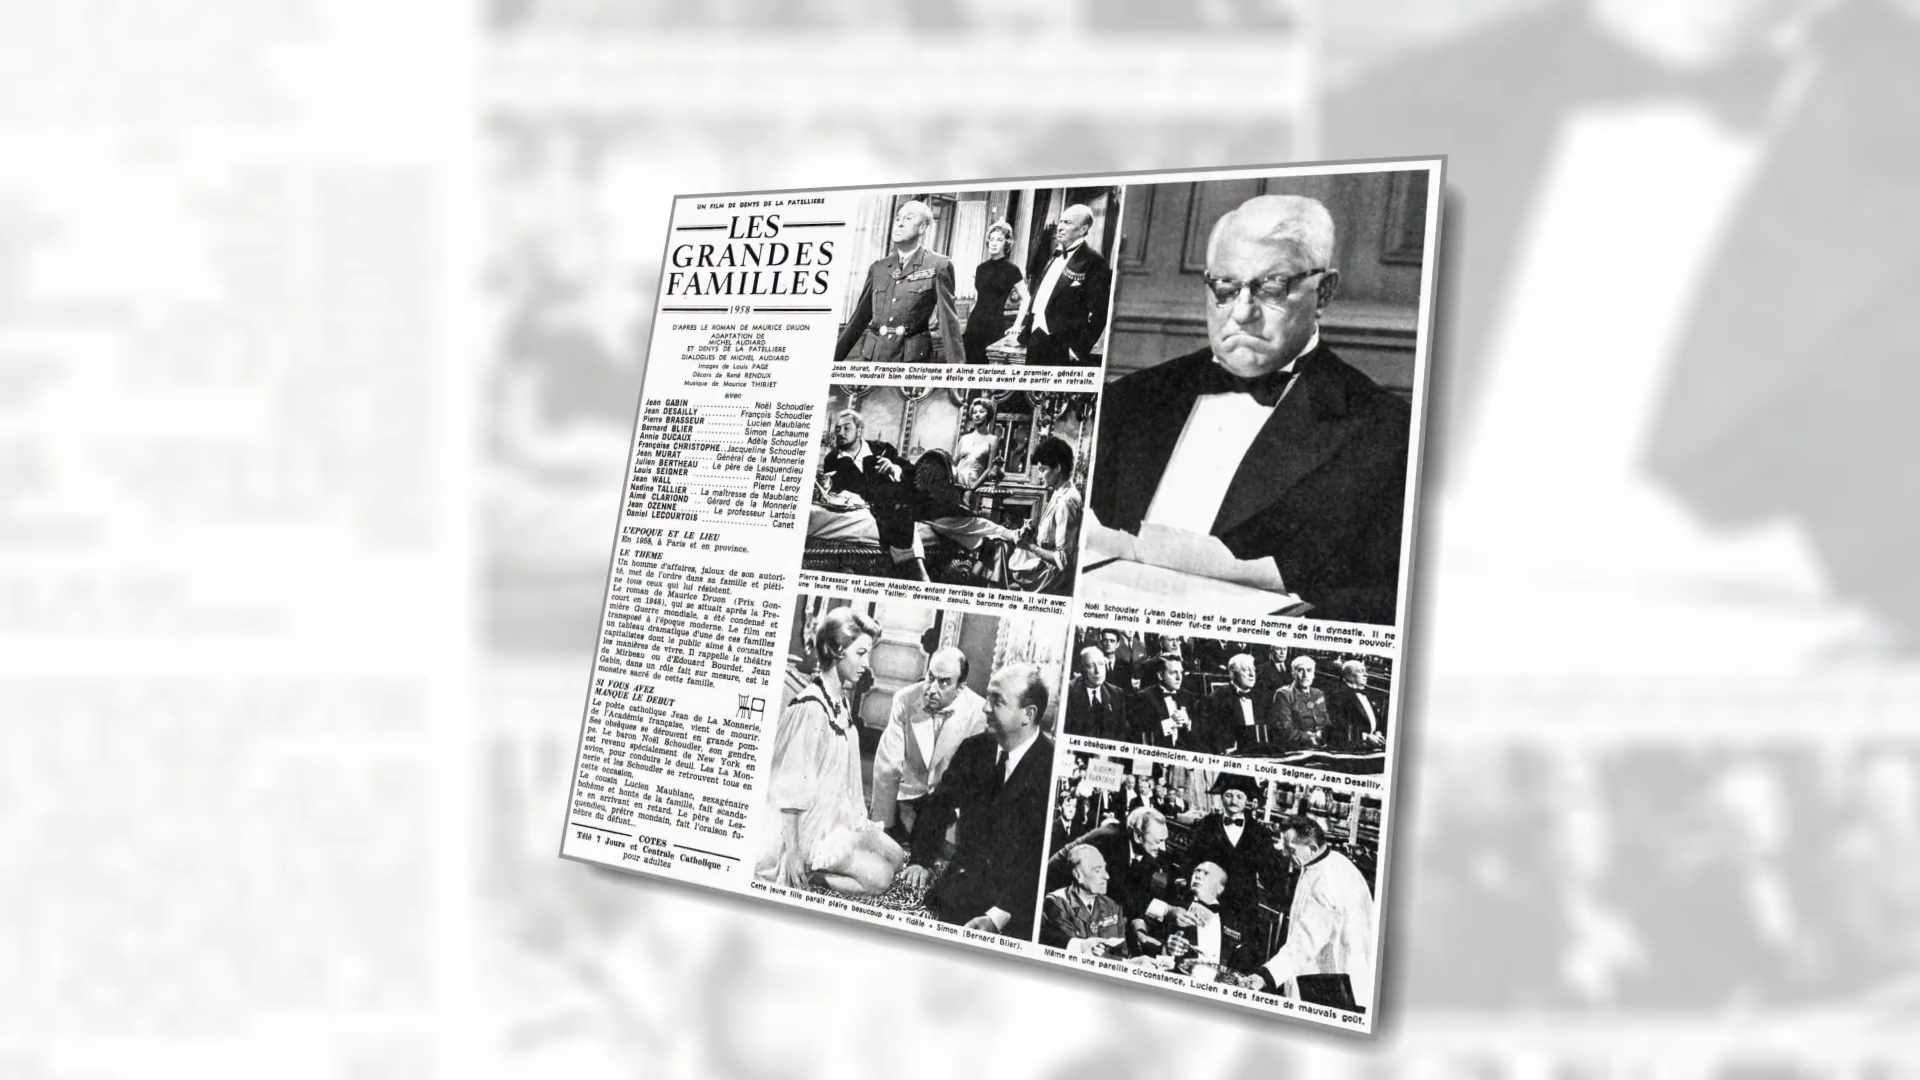 UN FILM DE DENYS DE LA PATELLIERE
LES
GRANDES
FAMILLES
1958
D'APRES LE ROMAN DE MAURICE DRUON
ADAPTATION DE
MICHEL AUDIARD
ET DENYS DE LA PATELLIERE
DIALOGUES DE MICHEL AUDIARD
Images de Louis PAGE
Décors de René RENOUX
Musique de Maurice THIRIET
avec
Jean GABIN ................ Noël Schoudler
Jean DESAILLY .......... François Schoudler
Pierre BRASSEUR .......... Lucien Maublanc
Bernard BLIER ............ Simon Lachaume
Annie DUCAUX ............ Adèle Schoudler
Françoise CHRISTOPHE..Jacqueline Schoudler
Jean MURAT ........ Général de la Monnerie
Julien BERTHEAU .. Le père de Lesquendieu
Louis SEIGNER ................ Raoul Leroy
Jean WALL .................... Pierre Leroy
Nadine TALLIER .. La maîtresse de Maublanc
Aimé CLARIOND .. Gérard de la Monnerie
Jean OZENNE ........ Le professeur Lartois
Daniel LECOURTOIS ................ Canet
L'EPOQUE ET LE LIEU
En 1958, à Paris et en province.
LE THEME
Un homme d'affaires, jaloux de son autori-
té, met de l'ordre dans sa famille et piéti-
ne tous ceux qui lui résistent.
Le roman de Maurice Druon (Prix Gon-
court en 1948), qui se situait après la Pre-
mière Guerre mondiale, a été condensé et
transposé à l'époque moderne. Le film est
un tableau dramatique d'une de ces familles
capitalistes dont le public aime à connaître
les manières de vivre. Il rappelle le théâtre
de Mirbeau ou d'Edouard Bourdet. Jean
Gabin, dans un rôle fait sur mesure, est le
monstre sacré de cette famille.
SI VOUS AVEZ
MANQUE LE DEBUT
Le poète catholique Jean de La Monnerie,
de l'Académie française, vient de mourir.
Ses obsèques se déroulent en grande pom-
pe. Le baron Noël Schoudler, son gendre,
est revenu spécialement de New York en
avion, pour conduire le deuil. Les La Mon-
nerie et les Schoudler se retrouvent tous en
cette occasion.
Le cousin Lucien Maublanc, sexagénaire
bohème et honte de la famille, fait scanda-
le en arrivant en retard. Le père de Les-
quendieu, prêtre mondain, fait l'oraison fu-
nèbre du défunt...
COTES
Télé 7 Jours et Centrale Catholique :
pour adultes
Jean Murat, Françoise Christophe et Aimé Clariond. Le premier, général de
division, voudrait bien obtenir une étoile de plus avant de partir en retraite.
Pierre Brasseur est Lucien Maublanc, enfant terrible de la famille. Il vit avec
une jeune fille (Nadine Tallier, devenue, depuis, baronne de Rothschild).
Cette jeune fille paraît plaire beaucoup au « fidèle » Simon (Bernard Blier).
Noël Schoudler (Jean Gabin) est le grand homme de la dynastie. Il ne
consent jamais à aliéner fut-ce une parcelle de son immense pouvoir.
Les obsèques de l'académicien. Au 1er plan : Louis Seigner, Jean Desailly.
ACADEMIE
FRANÇAISE
Même en une pareille circonstance, Lucien a des farces de mauvais goût.